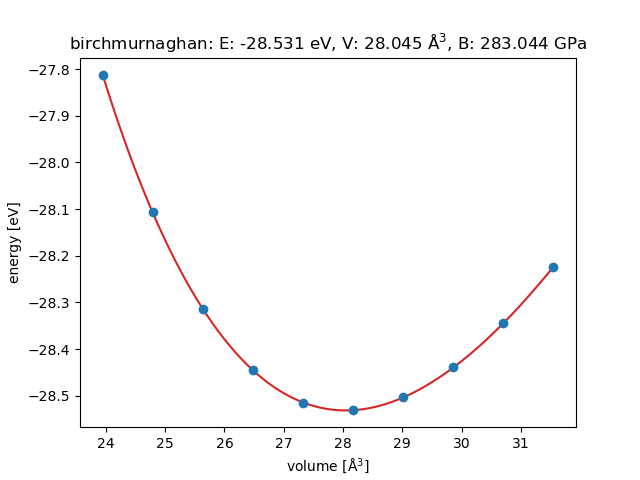 birchmurnaghan: E: -28.531 eV, V: 28.045 Å³, B: 283.044 GPa
−27.8
−27.9
−28.0
−28.1
−28.2
−28.3
−28.4
−28.5
energy [eV]
24 25 26 27 28 29 30 31
volume [Å³]